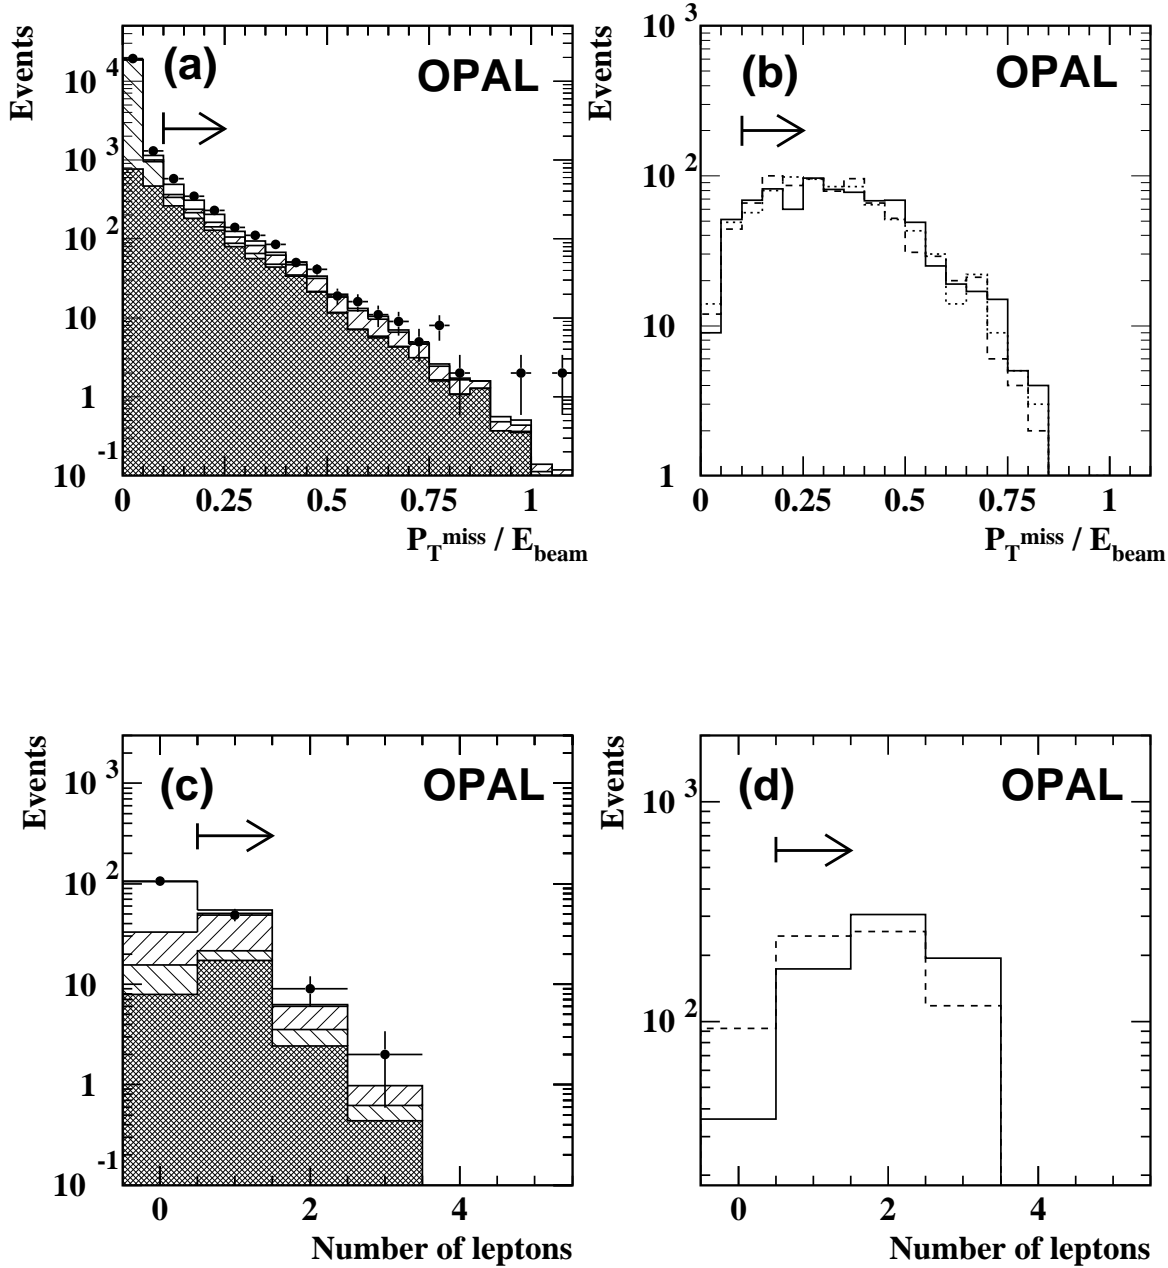 Events
(a)
OPAL
10^4
10^3
10^2
10
1
10^-1
0 0.25 0.5 0.75 1
P_T^miss / E_beam
Events
(b)
OPAL
10^3
10^2
10
1
0 0.25 0.5 0.75 1
P_T^miss / E_beam
Events
(c)
OPAL
10^3
10^2
10
1
10^-1
0 2 4
Number of leptons
Events
(d)
OPAL
10^3
10^2
0 2 4
Number of leptons